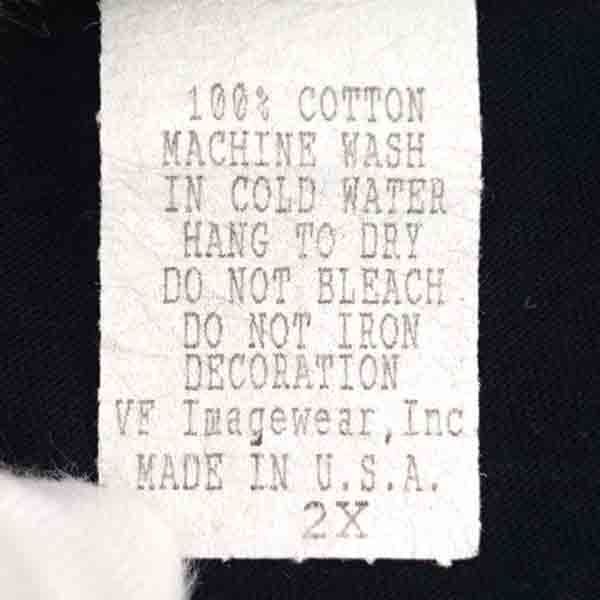 100% COTTON
MACHINE WASH
IN COLD WATER
HANG TO DRY
DO NOT BLEACH
DO NOT IRON
DECORATION
VF Imagewear,Inc
MADE IN U.S.A.
2X